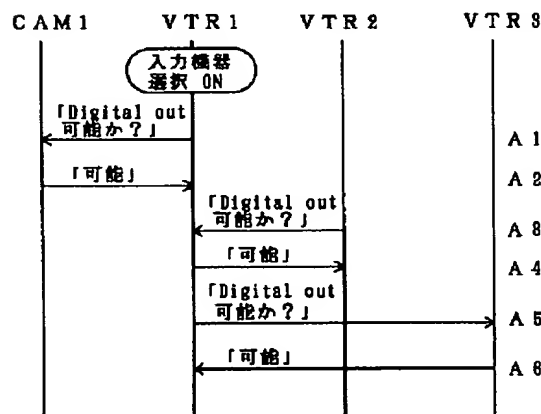 CAM1 VTR1 VTR2 VTR3
入力機器
選択 ON
「Digital out
可能か？」
A1
「可能」
A2
「Digital out
可能か？」
A3
「可能」
A4
「Digital out
可能か？」
A5
「可能」
A6